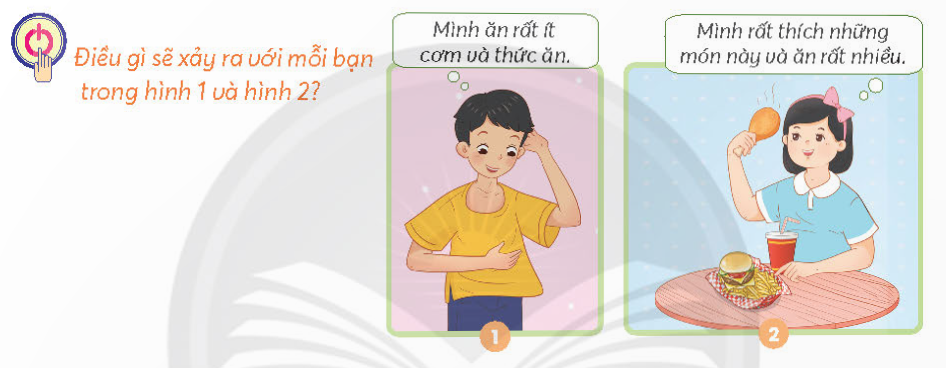 Điều gì sẽ xảy ra với mỗi bạn
trong hình 1 và hình 2?
Mình ăn rất ít
cơm và thức ăn.
1
Mình rất thích những
món này và ăn rất nhiều.
2